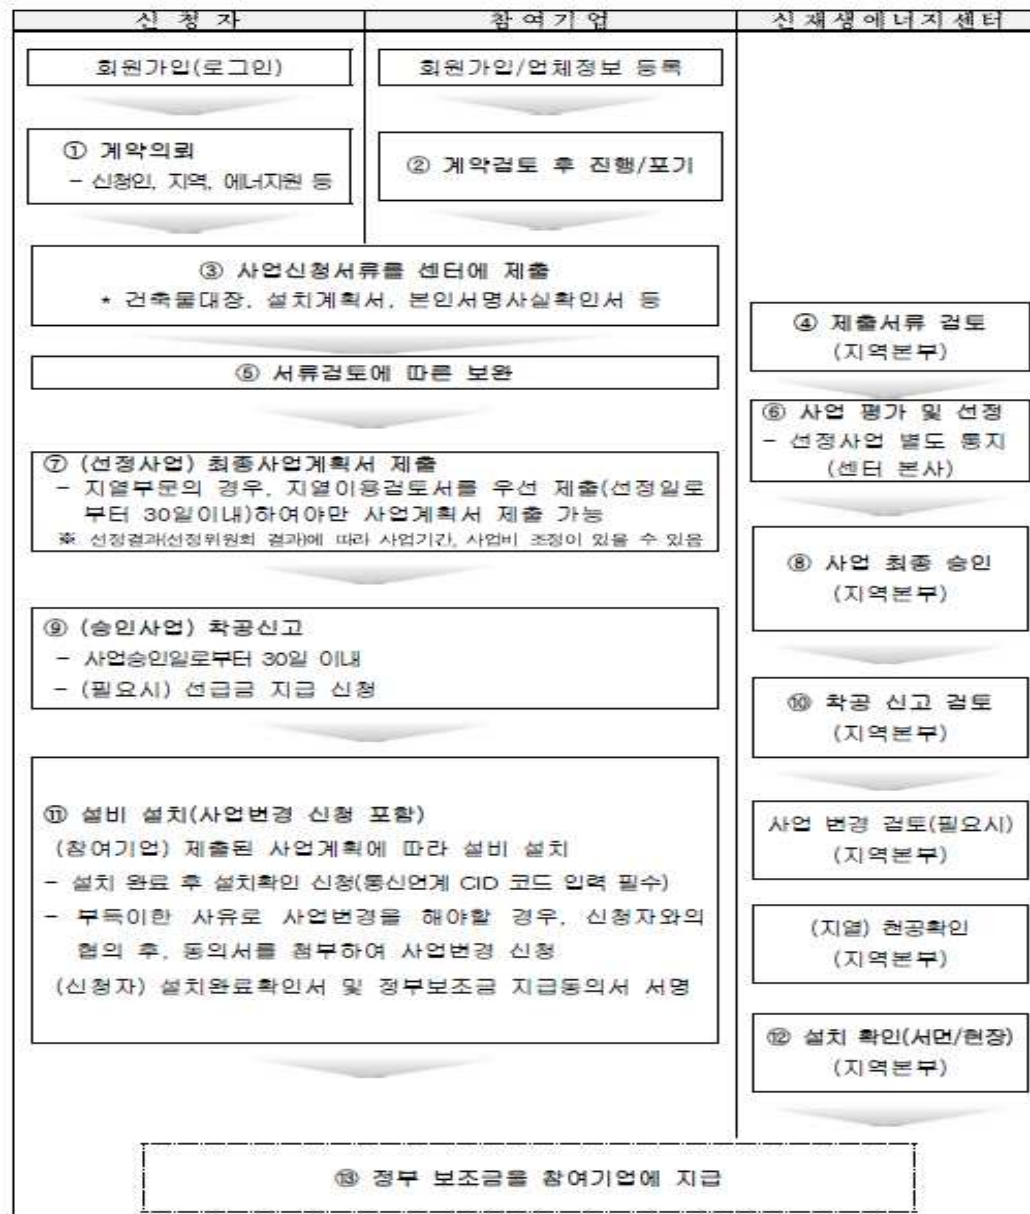 신 청 자
참 여 기 업
신 재 생 에 너 지 센 터
회원가입(로그인)
회원가입/업체정보 등록
① 계약의뢰
- 신청인, 지역, 에너지원 등
② 계약검토 후 진행/포기
③ 사업신청서류를 센터에 제출
* 건축물대장, 설치계획서, 본인서명사실확인서 등
④ 제출서류 검토
(지역본부)
⑤ 서류검토에 따른 보완
⑥ 사업 평가 및 선정
- 선정사업 별도 통지
(센터 본사)
⑦ (선정사업) 최종사업계획서 제출
- 지열부문의 경우, 지열이용검토서를 우선 제출(선정일로
부터 30일이내)하여야만 사업계획서 제출 가능
※ 선정결과(선정위원회 결과)에 따라 사업기간, 사업비 조정이 있을 수 있음
⑧ 사업 최종 승인
(지역본부)
⑨ (승인사업) 착공신고
- 사업승인일로부터 30일 이내
- (필요시) 선급금 지급 신청
⑩ 착공 신고 검토
(지역본부)
⑪ 설비 설치(사업변경 신청 포함)
(참여기업) 제출된 사업계획에 따라 설비 설치
- 설치 완료 후 설치확인 신청(통신연계 CID 코드 입력 필수)
- 부득이한 사유로 사업변경을 해야할 경우, 신청자와의
협의 후, 동의서를 첨부하여 사업변경 신청
(신청자) 설치완료확인서 및 정부보조금 지급동의서 서명
사업 변경 검토(필요시)
(지역본부)
(지열) 천공확인
(지역본부)
⑫ 설치 확인(서면/현장)
(지역본부)
⑬ 정부 보조금을 참여기업에 지급